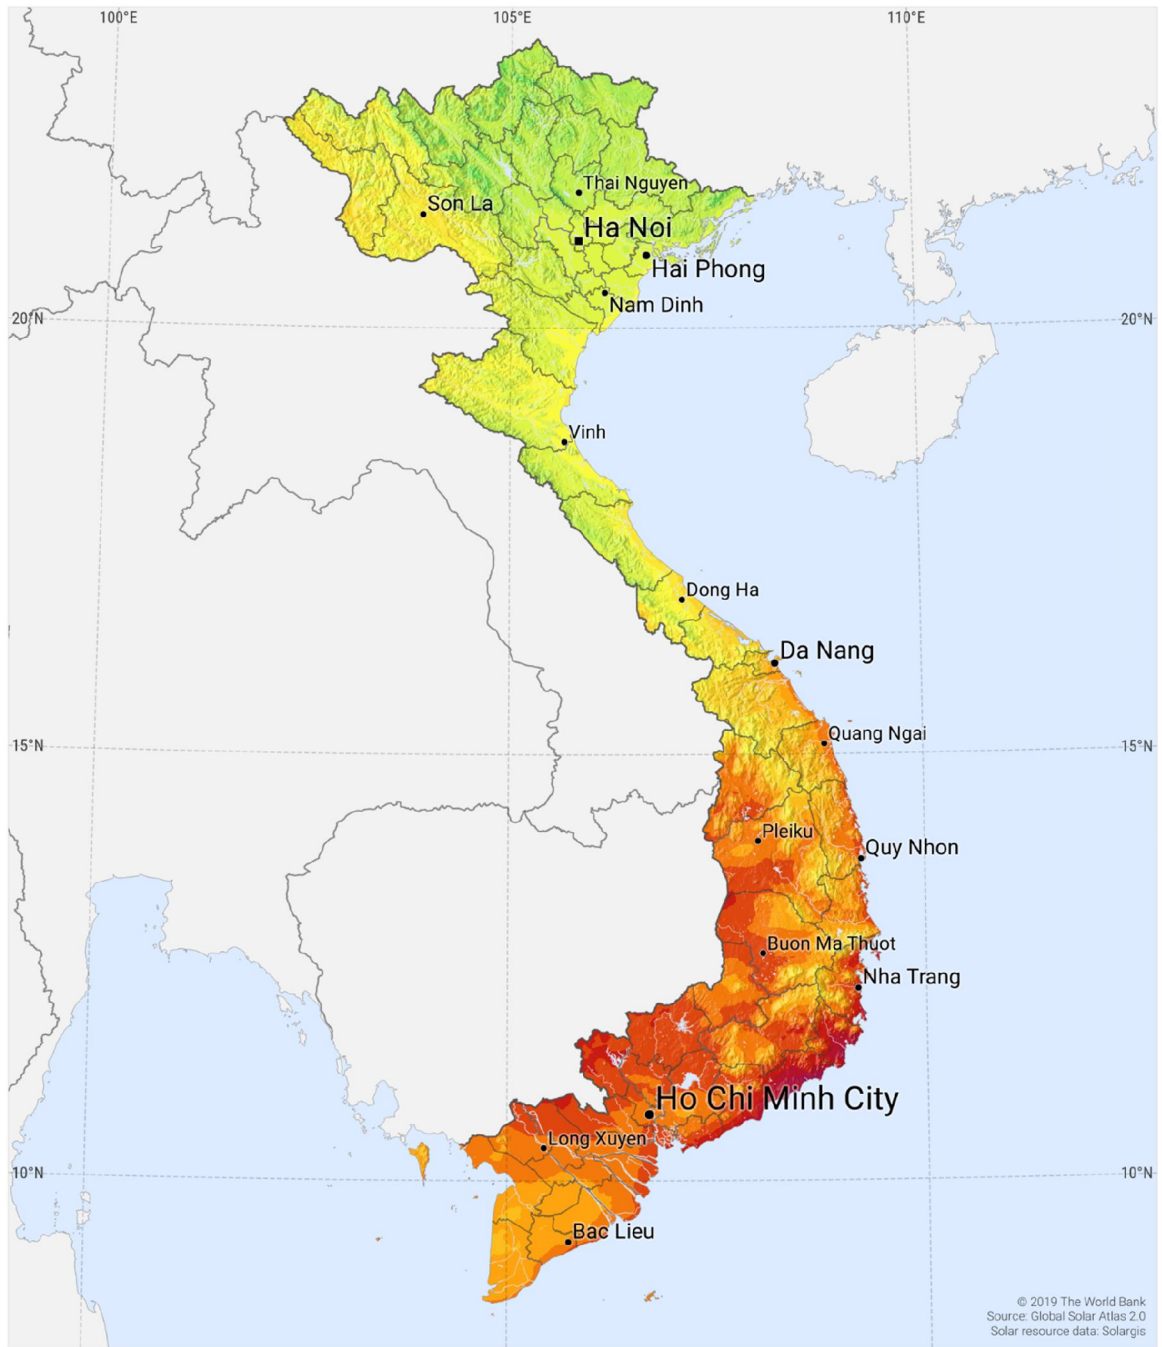 100°E
105°E
110°E
Thai Nguyen
Son La
Ha Noi
Hai Phong
Nam Dinh
20°N
20°N
Vinh
Dong Ha
Da Nang
Quang Ngai
15°N
15°N
Pleiku
Quy Nhon
Buon Ma Thuot
Nha Trang
Ho Chi Minh City
Long Xuyen
10°N
10°N
Bac Lieu
© 2019 The World Bank
Source: Global Solar Atlas 2.0
Solar resource data: Solargis